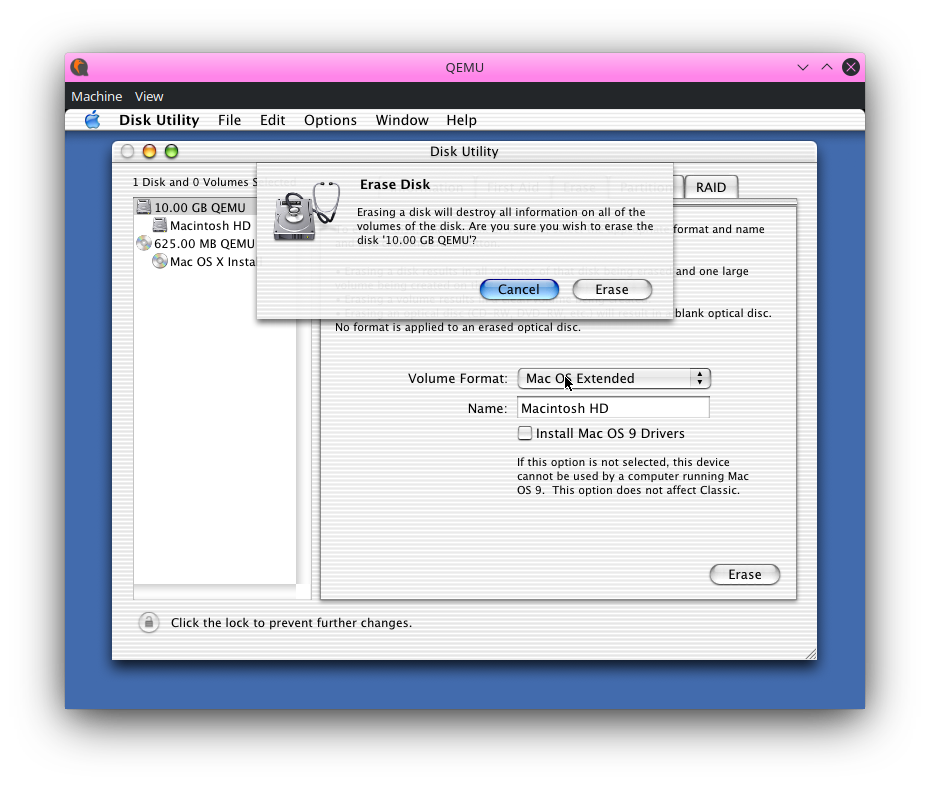 QEMU
Machine View
Disk Utility File Edit Options Window Help
Disk Utility
1 Disk and 0 Volumes S
10.00 GB QEMU
Macintosh HD
625.00 MB QEMU
Mac OS X Insta
First Aid Erase Partition RAID
Erase Disk
Erasing a disk will destroy all information on all of the
volumes of the disk. Are you sure you wish to erase the
disk '10.00 GB QEMU'?
Cancel Erase
format and name
and one large
blank optical disc.
No format is applied to an erased optical disc.
Volume Format: Mac OS Extended
Name: Macintosh HD
Install Mac OS 9 Drivers
If this option is not selected, this device
cannot be used by a computer running Mac
OS 9. This option does not affect Classic.
Erase
Click the lock to prevent further changes.